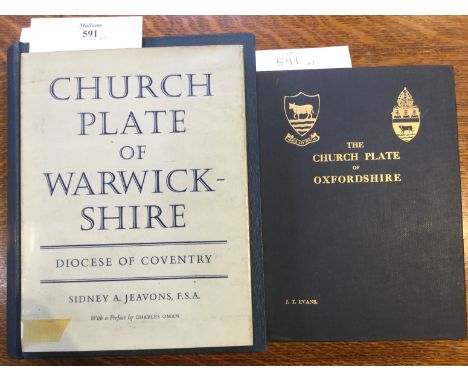 Mallams
591
CHURCH
PLATE
OF
WARWICK-
SHIRE
DIOCESE OF COVENTRY
SIDNEY A. JEAVONS, F.S.A.
With a Preface by CHARLES OMAN
591
THE
CHURCH PLATE
OF
OXFORDSHIRE
J. T. EVANS.